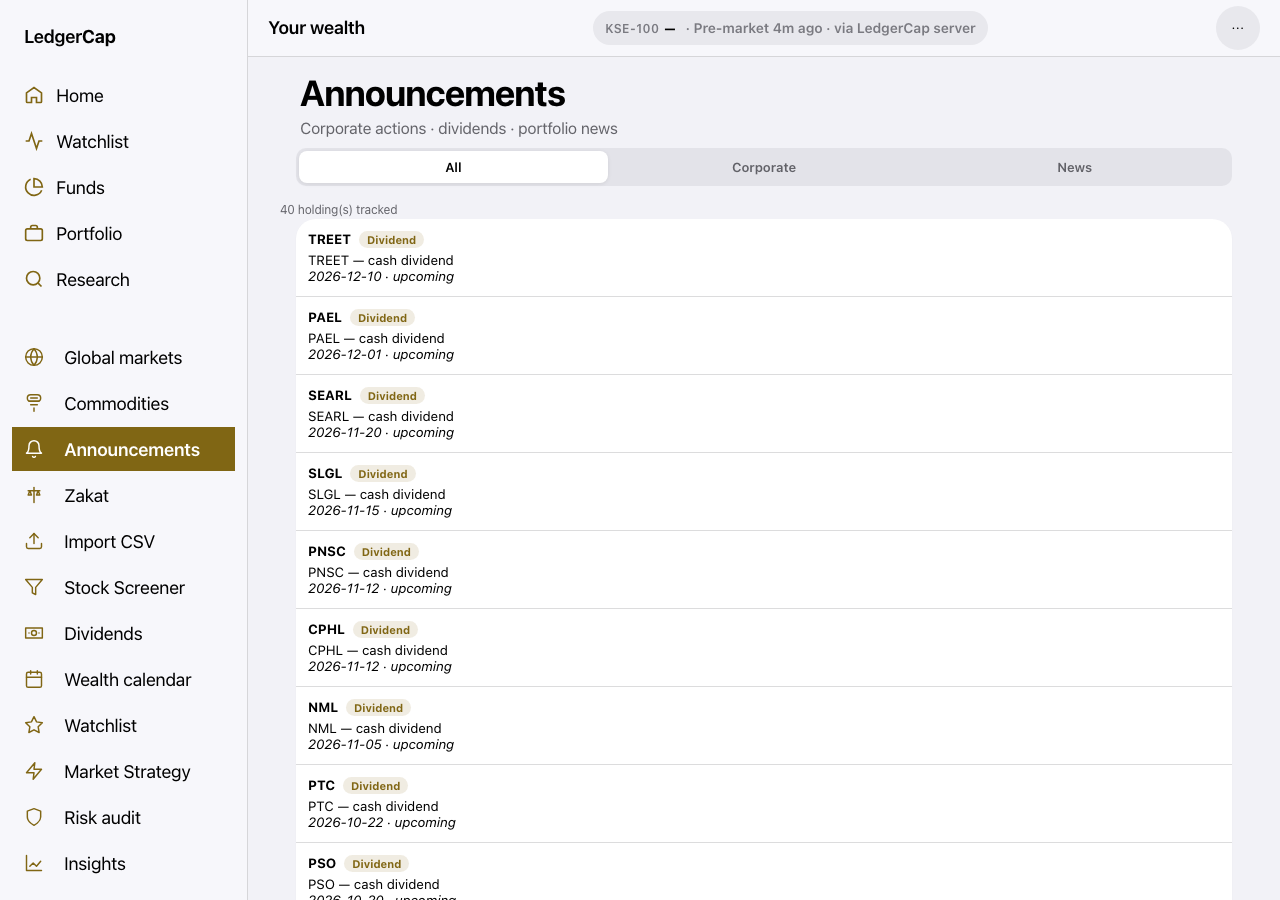 LedgerCap
Home
Watchlist
Funds
Portfolio
Research
Global markets
Commodities
Announcements
Zakat
Import CSV
Stock Screener
Dividends
Wealth calendar
Watchlist
Market Strategy
Risk audit
Insights
Your wealth
KSE-100 — · Pre-market 4m ago · via LedgerCap server
...
Announcements
Corporate actions · dividends · portfolio news
All
Corporate
News
40 holding(s) tracked
TREET Dividend
TREET — cash dividend
2026-12-10 · upcoming
PAEL Dividend
PAEL — cash dividend
2026-12-01 · upcoming
SEARL Dividend
SEARL — cash dividend
2026-11-20 · upcoming
SLGL Dividend
SLGL — cash dividend
2026-11-15 · upcoming
PNSC Dividend
PNSC — cash dividend
2026-11-12 · upcoming
CPHL Dividend
CPHL — cash dividend
2026-11-12 · upcoming
NML Dividend
NML — cash dividend
2026-11-05 · upcoming
PTC Dividend
PTC — cash dividend
2026-10-22 · upcoming
PSO Dividend
PSO — cash dividend
2026-10-20 · upcoming